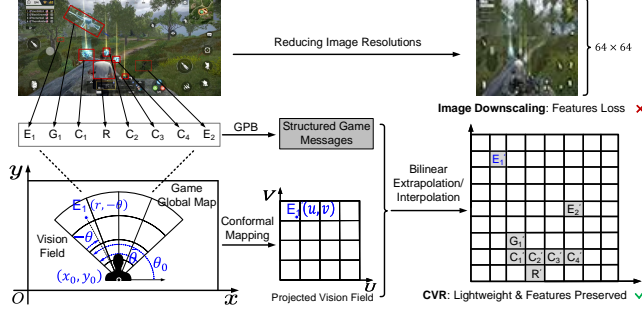 Reducing Image Resolutions
64 × 64
Image Downscaling: Features Loss ×
E₁ G₁ C₁ R C₂ C₃ C₄ E₂
GPB
Structured Game
Messages
Bilinear
Extrapolation/
Interpolation
y
Game
Global Map
E₁(r, -θ)
Vision
Field
-θ
θ
θ₀
(x₀, y₀)
O
x
Conformal
Mapping
V
E₁(u, v)
U
Projected Vision Field
E₁′
E₂′
G₁′
C₁′ C₂′ C₃′ C₄′
R′
CVR: Lightweight & Features Preserved ✓